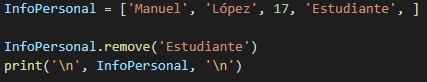 InfoPersonal = ['Manuel', 'López', 17, 'Estudiante', ]
InfoPersonal.remove('Estudiante')
print('\n', InfoPersonal, '\n')